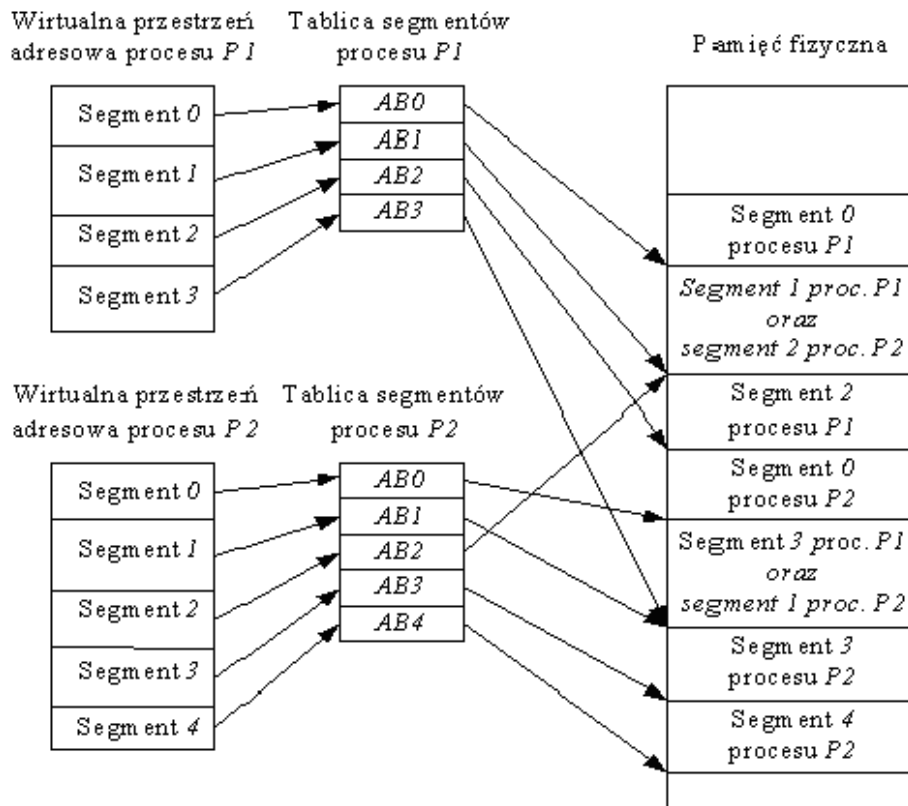 Wirtualna przestrzeń
adresowa procesu P1
Tablica segmentów
procesu P1
Pamięć fizyczna
Segment 0
Segment 1
Segment 2
Segment 3
AB0
AB1
AB2
AB3
Wirtualna przestrzeń
adresowa procesu P2
Tablica segmentów
procesu P2
Segment 0
Segment 1
Segment 2
Segment 3
Segment 4
AB0
AB1
AB2
AB3
AB4
Segment 0
procesu P1
Segment 1 proc. P1
oraz
segment 2 proc. P2
Segment 2
procesu P1
Segment 0
procesu P2
Segment 3 proc. P1
oraz
segment 1 proc. P2
Segment 3
procesu P2
Segment 4
procesu P2